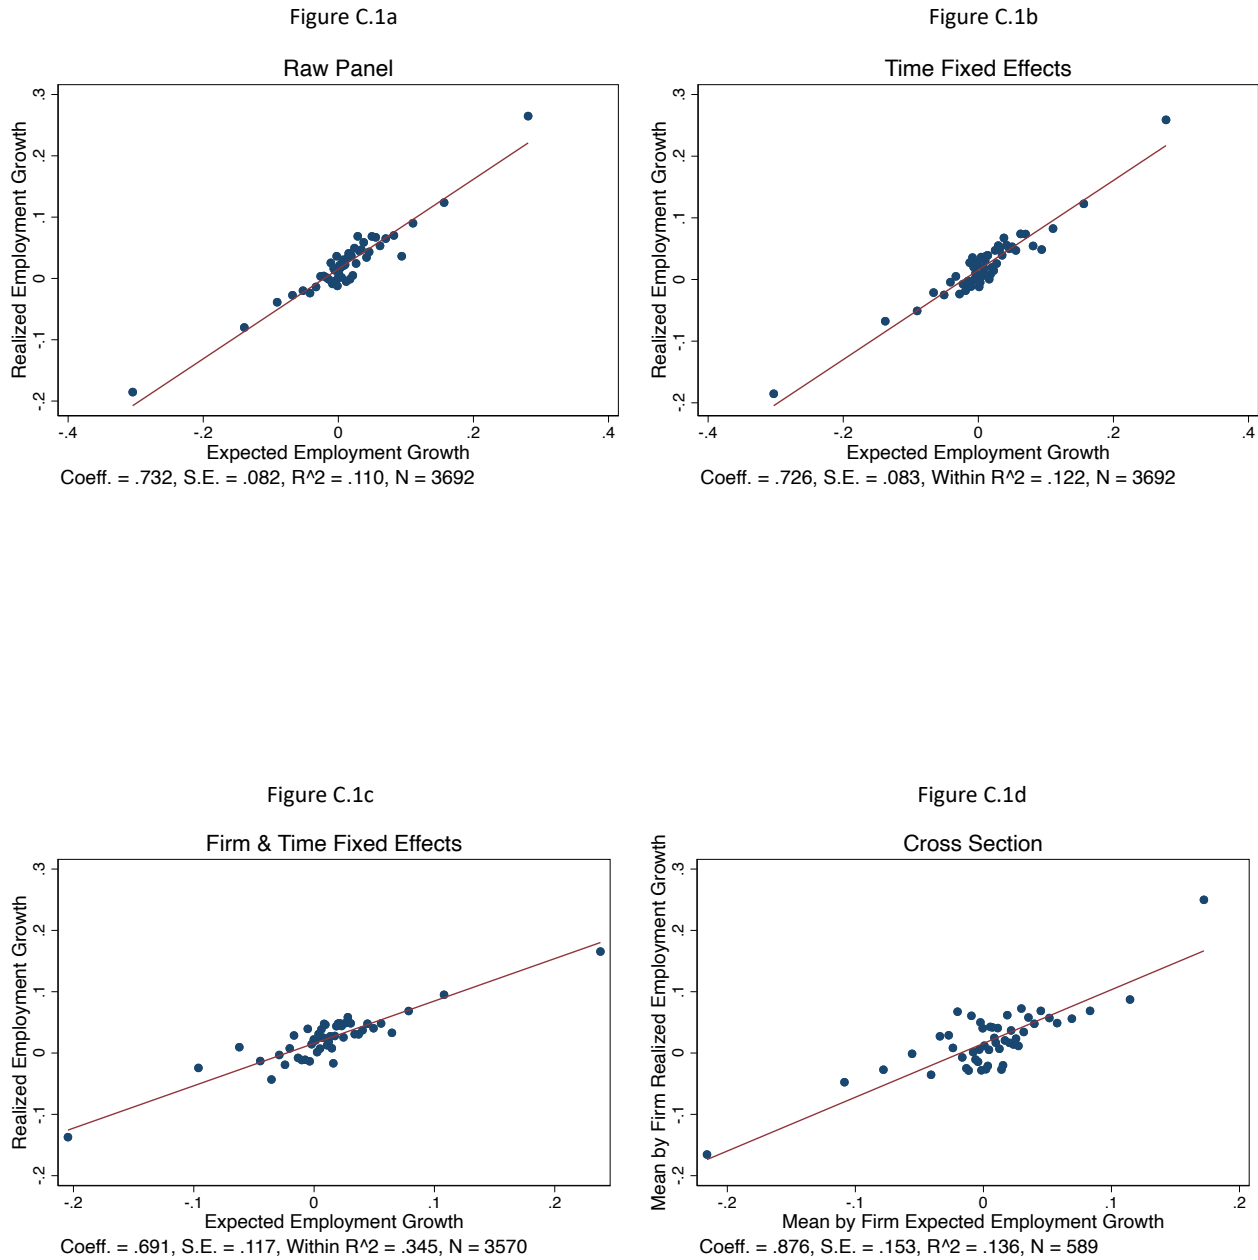 Figure C.1a
Raw Panel
Realized Employment Growth
.3
.2
.1
0
-.1
-.2
-.4
-.2
0
.2
.4
Expected Employment Growth
Coeff. = .732, S.E. = .082, R^2 = .110, N = 3692
Figure C.1b
Time Fixed Effects
Realized Employment Growth
.3
.2
.1
0
-.1
-.2
-.4
-.2
0
.2
.4
Expected Employment Growth
Coeff. = .726, S.E. = .083, Within R^2 = .122, N = 3692
Figure C.1c
Firm & Time Fixed Effects
Realized Employment Growth
.3
.2
.1
0
-.1
-.2
-.2
-.1
0
.1
.2
Expected Employment Growth
Coeff. = .691, S.E. = .117, Within R^2 = .345, N = 3570
Figure C.1d
Cross Section
Mean by Firm Realized Employment Growth
.3
.2
.1
0
-.1
-.2
-.2
-.1
0
.1
.2
Mean by Firm Expected Employment Growth
Coeff. = .876, S.E. = .153, R^2 = .136, N = 589